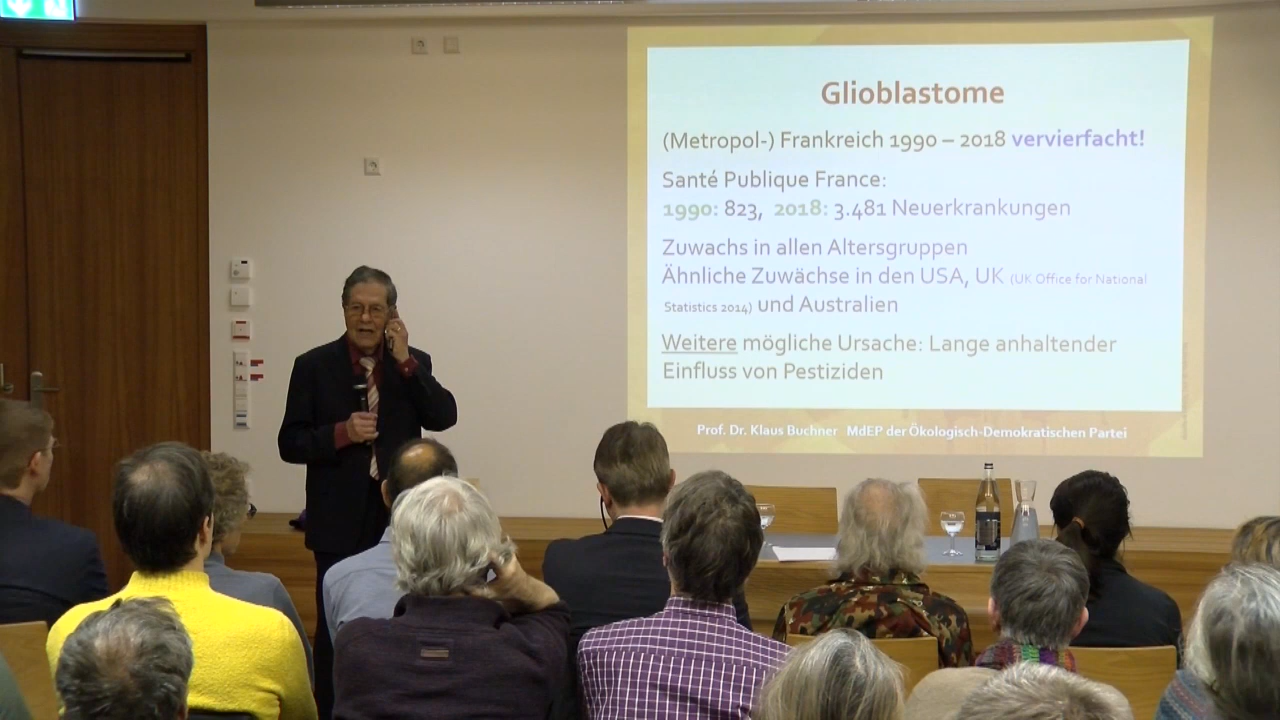 Glioblastome
(Metropol-) Frankreich 1990 – 2018 vervierfacht!
Santé Publique France:
1990: 823, 2018: 3.481 Neuerkrankungen
Zuwachs in allen Altersgruppen
Ähnliche Zuwächse in den USA, UK (UK Office for National
Statistics 2014) und Australien
Weitere mögliche Ursache: Lange anhaltender
Einfluss von Pestiziden
Prof. Dr. Klaus Buchner MdEP der Ökologisch-Demokratischen Partei